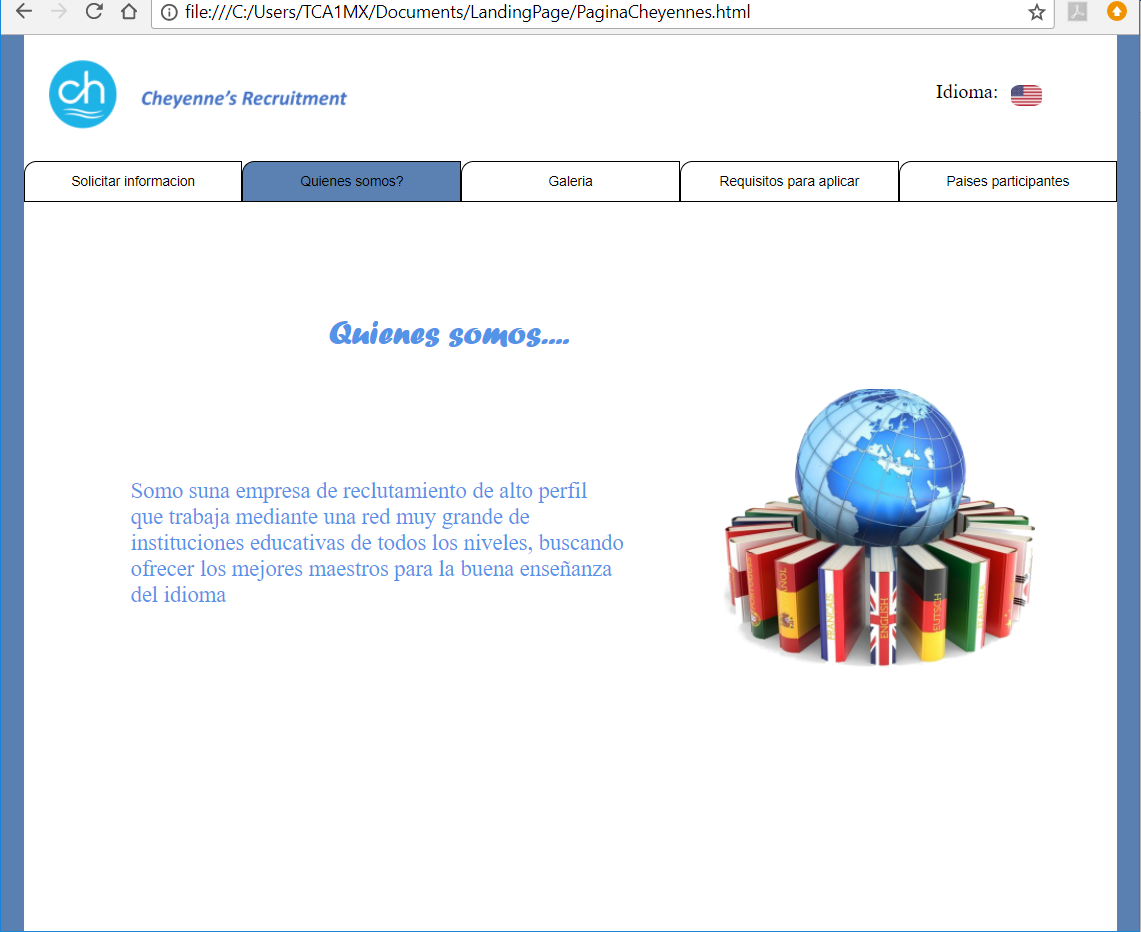 file:///C:/Users/TCA1MX/Documents/LandingPage/PaginaCheyennes.html
ch
Cheyenne's Recruitment
Idioma:
Solicitar informacion
Quienes somos?
Galeria
Requisitos para aplicar
Paises participantes
Quienes somos....
Somo suna empresa de reclutamiento de alto perfil
que trabaja mediante una red muy grande de
instituciones educativas de todos los niveles, buscando
ofrecer los mejores maestros para la buena enseñanza
del idioma
FRANCAIS
ENGLISH
DEUTSCH